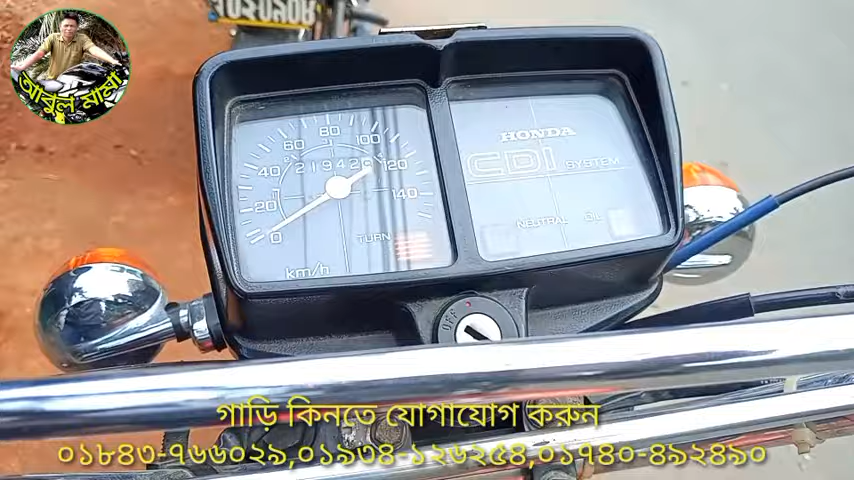 আবুল মামা
HONDA
CDI SYSTEM
0 20 40 60 80 100 120 140
21942
TURN
km/h
NEUTRAL OIL
OFF
গাড়ি কিনতে যোগাযোগ করুন
০১৮৪৩-৭৬৬০২৯,০১৯৩৪-১২৬২৫৪,০১৭৪০-৪৯২৪৯০